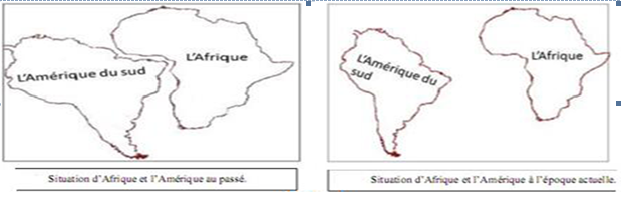 L'Amérique du sud
L'Afrique
L'Amérique du
sud
L'Afrique
Situation d'Afrique et l'Amérique au passé.
Situation d'Afrique et l'Amérique à l'époque actuelle.